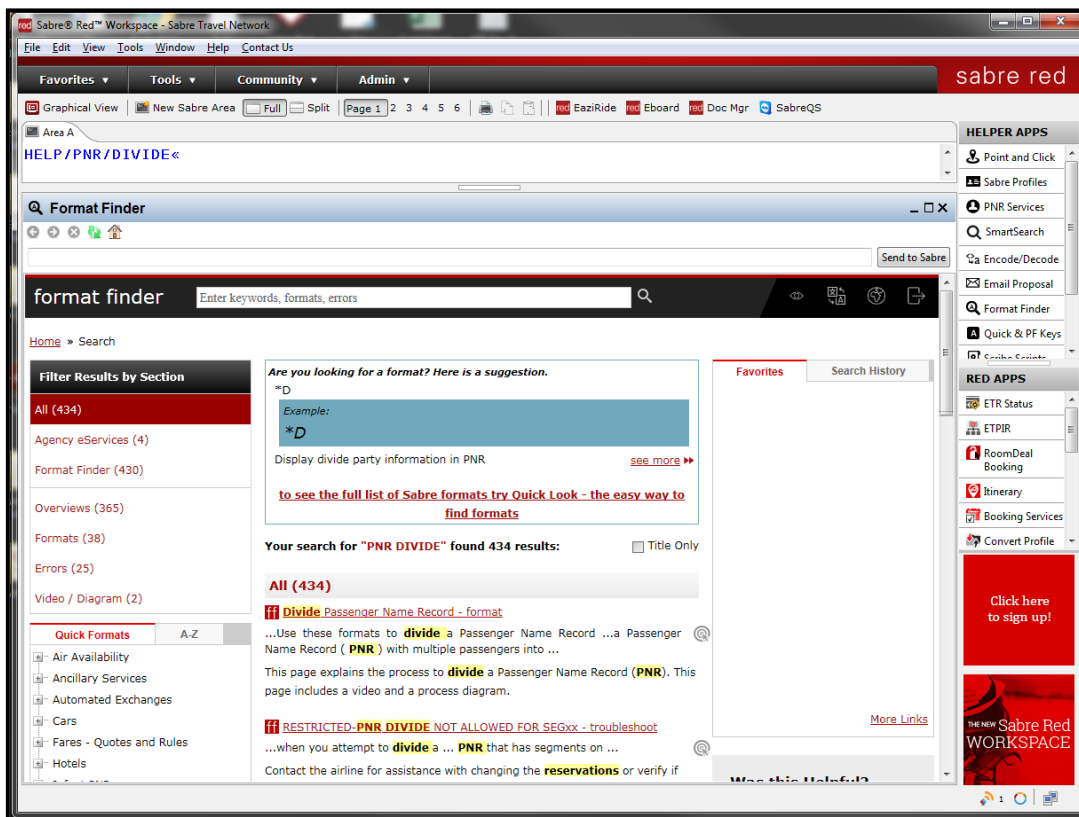 red Sabre® Red™ Workspace - Sabre Travel Network
File Edit View Tools Window Help Contact Us
Favorites ▾ Tools ▾ Community ▾ Admin ▾ sabre red
Graphical View New Sabre Area Full Split Page 1 2 3 4 5 6 red EaziRide red Eboard red Doc Mgr SabreQS
Area A
HELP/PNR/DIVIDE«
Format Finder
Send to Sabre
format finder Enter keywords, formats, errors
Home » Search
Filter Results by Section
All (434)
Agency eServices (4)
Format Finder (430)
Overviews (365)
Formats (38)
Errors (25)
Video / Diagram (2)
Quick Formats A-Z
Air Availability
Ancillary Services
Automated Exchanges
Cars
Fares - Quotes and Rules
Hotels
Are you looking for a format? Here is a suggestion.
*D
Example:
*D
Display divide party information in PNR see more
to see the full list of Sabre formats try Quick Look - the easy way to
find formats
Your search for "PNR DIVIDE" found 434 results: Title Only
All (434)
ff Divide Passenger Name Record - format
...Use these formats to divide a Passenger Name Record ...a Passenger
Name Record ( PNR ) with multiple passengers into ...
This page explains the process to divide a Passenger Name Record (PNR). This
page includes a video and a process diagram.
ff RESTRICTED-PNR DIVIDE NOT ALLOWED FOR SEGxx - troubleshoot
...when you attempt to divide a ... PNR that has segments on ...
Contact the airline for assistance with changing the reservations or verify if
Favorites Search History
More Links
Was this Helpful?
HELPER APPS
Point and Click
Sabre Profiles
PNR Services
SmartSearch
Encode/Decode
Email Proposal
Format Finder
Quick & PF Keys
Scribe Scripts
RED APPS
ETR Status
ETPIR
RoomDeal
Booking
Itinerary
Booking Services
Convert Profile
Click here
to sign up!
THE NEW Sabre Red
WORKSPACE
1